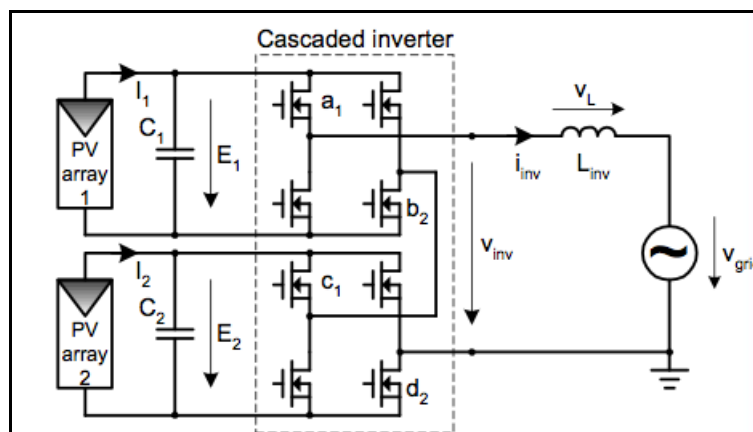 Cascaded inverter
I1
C1
E1
PV
array
1
a1
b2
vL
iinv
Linv
vinv
vgri
I2
C2
E2
PV
array
2
c1
d2